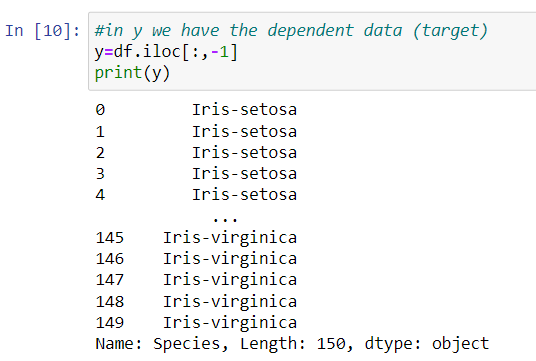 In [10]: #in y we have the dependent data (target)
y=df.iloc[:,-1]
print(y)
0 Iris-setosa
1 Iris-setosa
2 Iris-setosa
3 Iris-setosa
4 Iris-setosa
...
145 Iris-virginica
146 Iris-virginica
147 Iris-virginica
148 Iris-virginica
149 Iris-virginica
Name: Species, Length: 150, dtype: object